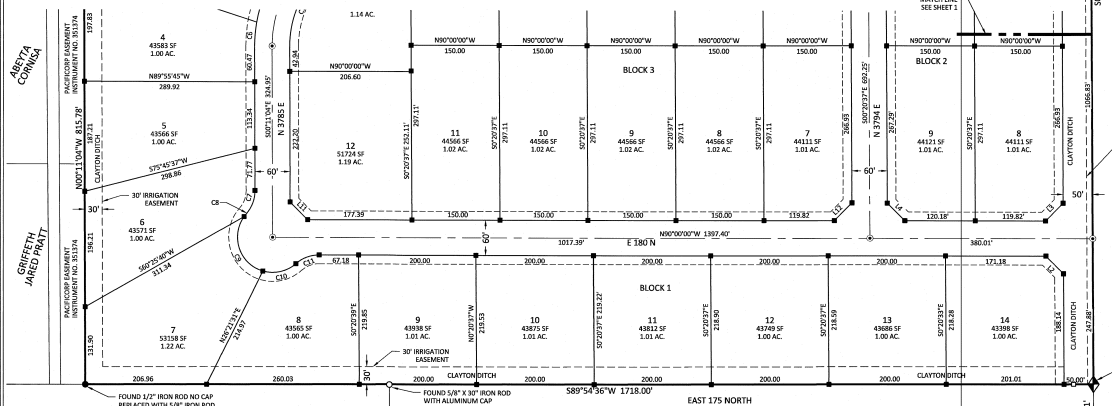 MATCH LINE
SEE SHEET 1
197.83
PACIFICORP EASEMENT
INSTRUMENT NO. 351374
ABEYTA
CORNISA
4
43583 SF
1.00 AC.
N89°55'45"W
289.92
C6
60.47
S00°11'04"E 324.95'
N 3785 E
42.94
1.14 AC.
N90°00'00"W
206.60
N90°00'00"W
150.00
N90°00'00"W
150.00
N90°00'00"W
150.00
N90°00'00"W
150.00
N90°00'00"W
150.00
BLOCK 3
N90°00'00"W
100.00
N90°00'00"W
150.00
BLOCK 2
S00°20'37"E 692.25'
N 3794 E
1066.83'
N00°11'04"W 815.78'
187.21
CLAYTON DITCH
5
43566 SF
1.00 AC.
113.34
S75°45'37"W
298.86
71.77
60'
222.20
12
51724 SF
1.19 AC.
S0°20'37"E 252.11'
297.11
11
44566 SF
1.02 AC.
S0°20'37"E
297.11
10
44566 SF
1.02 AC.
S0°20'37"E
297.11
9
44566 SF
1.02 AC.
S0°20'37"E
297.11
8
44566 SF
1.02 AC.
S0°20'37"E
297.11
7
44111 SF
1.01 AC.
266.93
60'
267.29'
9
44121 SF
1.01 AC.
S0°20'37"E
297.11
8
44111 SF
1.01 AC.
266.93
CLAYTON DITCH
50'
30' IRRIGATION
EASEMENT
30'
C7
C8
L11
177.39
150.00
150.00
150.00
150.00
119.82
L12
L4
120.18'
119.82'
L3
6
43571 SF
1.00 AC.
196.21
GRIFFETH
JARED PRATT
PACIFICORP EASEMENT
INSTRUMENT NO. 351374
S60°25'40"W
311.34
C9
C10
C11
60'
1017.39'
E 180 N
N90°00'00"W 1397.40'
380.01'
67.18
200.00
200.00
200.00
200.00
200.00
171.18
L2
BLOCK 1
7
53158 SF
1.22 AC.
131.90
N26°21'31"E
214.97
8
43565 SF
1.00 AC.
S0°20'39"E
219.85
9
43938 SF
1.01 AC.
N0°20'37"W
219.53
10
43875 SF
1.01 AC.
S0°20'37"E
219.22'
11
43812 SF
1.01 AC.
S0°20'37"E
218.90
12
43749 SF
1.00 AC.
S0°20'37"E
218.59
13
43686 SF
1.00 AC.
S0°20'33"E
218.28
14
43398 SF
1.00 AC.
188.14
CLAYTON DITCH
247.88'
30' IRRIGATION
EASEMENT
30'
CLAYTON DITCH
CLAYTON DITCH
206.96
260.03
200.00
200.00
200.00
200.00
200.00
201.01
50.00'
S89°54'36"W 1718.00'
EAST 175 NORTH
FOUND 1/2" IRON ROD NO CAP
REPLACED WITH 5/8" IRON ROD
FOUND 5/8" X 30" IRON ROD
WITH ALUMINUM CAP